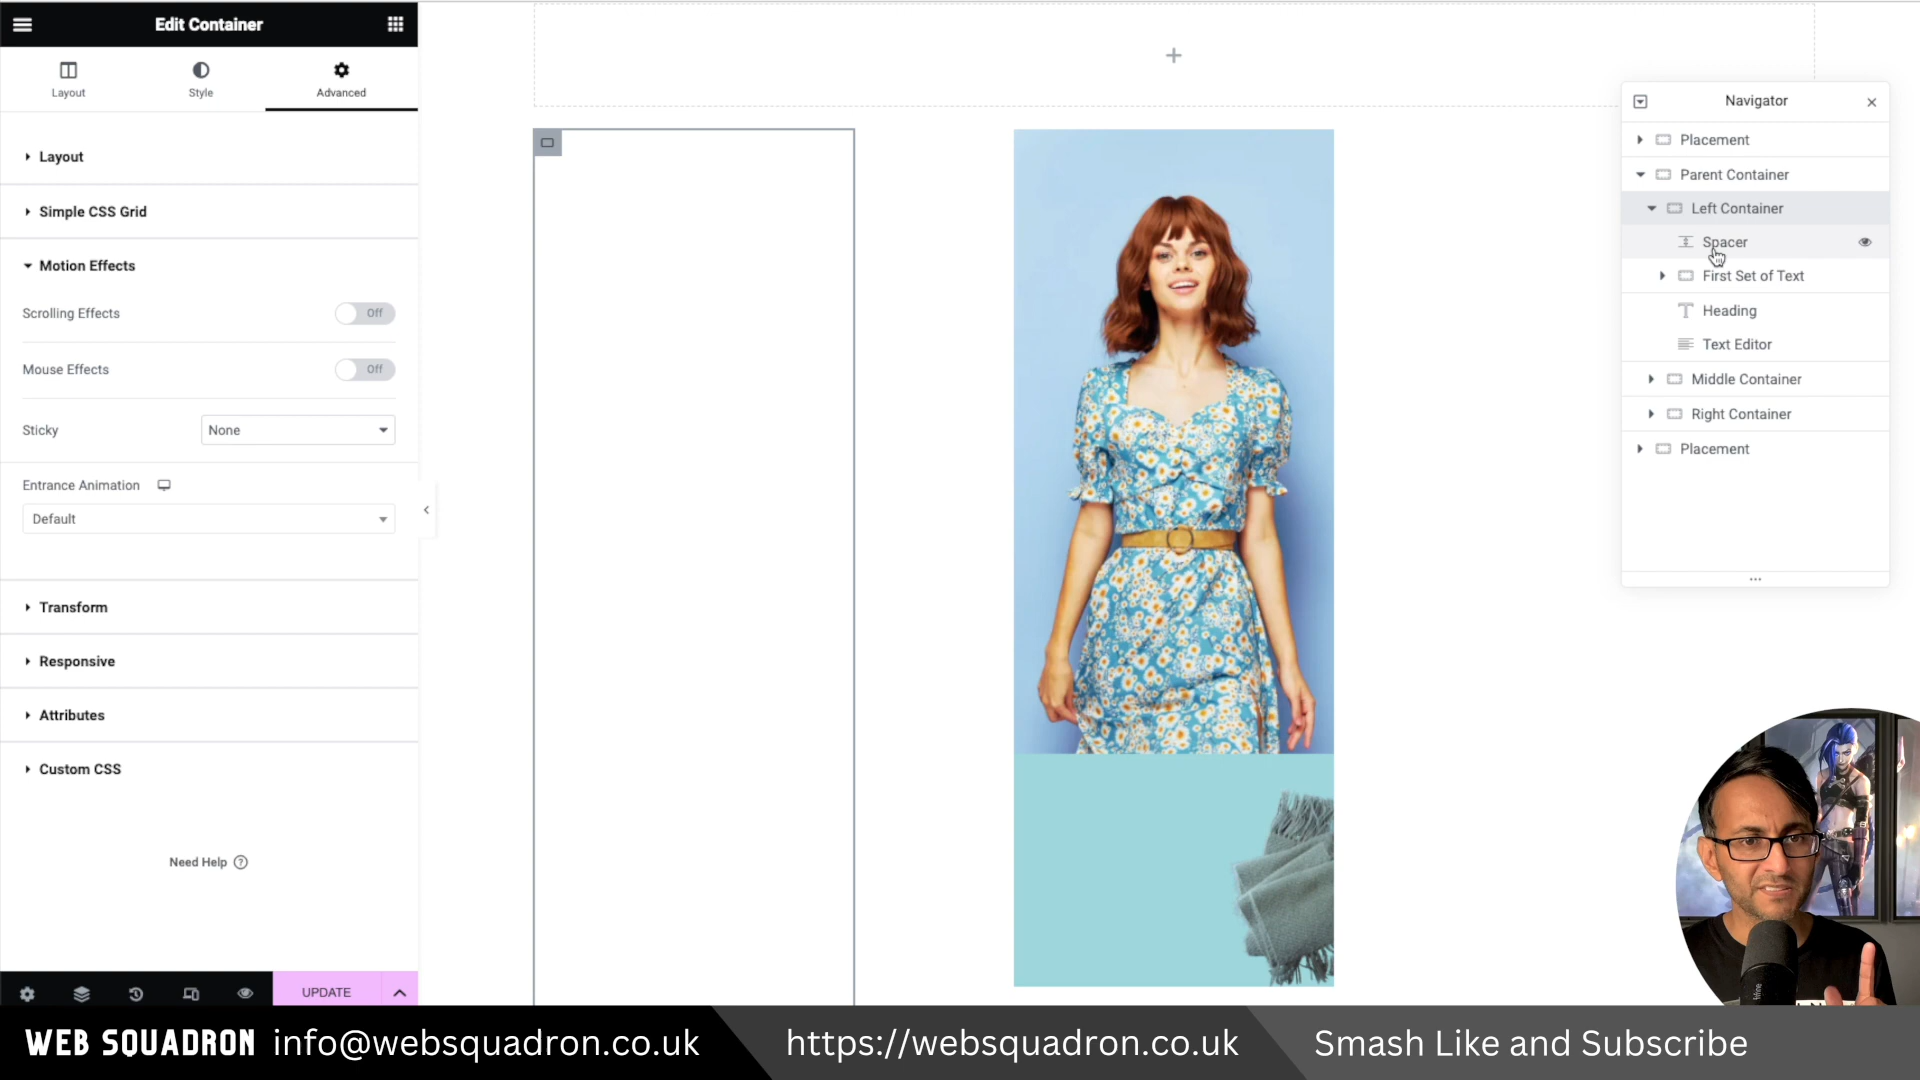 Edit Container
Layout
Style
Advanced
Layout
Simple CSS Grid
Motion Effects
Scrolling Effects
Off
Mouse Effects
Off
Sticky
None
Entrance Animation
Default
Transform
Responsive
Attributes
Custom CSS
Need Help
UPDATE
Navigator
Placement
Parent Container
Left Container
Spacer
First Set of Text
Heading
Text Editor
Middle Container
Right Container
Placement
WEB SQUADRON info@websquadron.co.uk
https://websquadron.co.uk
Smash Like and Subscribe